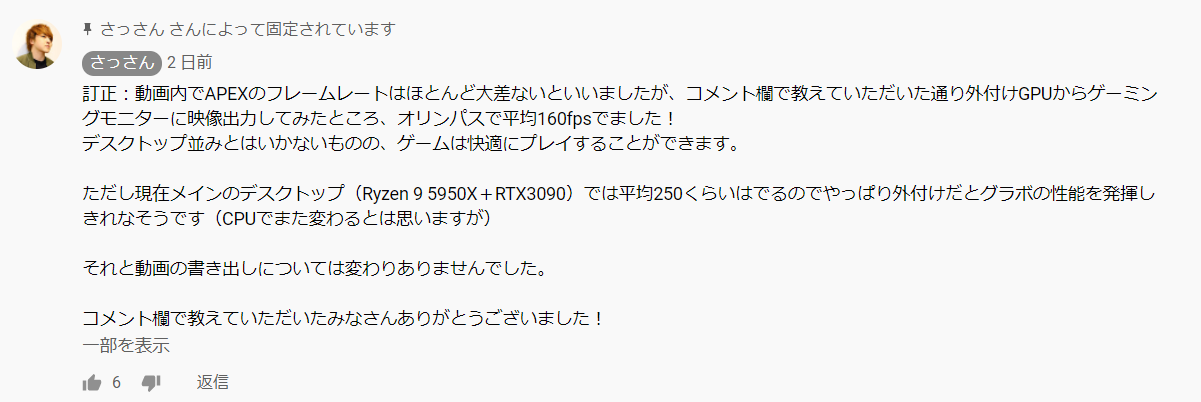 さっさん さんによって固定されています
さっさん 2 日前
訂正：動画内でAPEXのフレームレートはほとんど大差ないといいましたが、コメント欄で教えていただいた通り外付けGPUからゲーミン
グモニターに映像出力してみたところ、オリンパスで平均160fpsでました！
デスクトップ並みとはいかないものの、ゲームは快適にプレイすることができます。
ただし現在メインのデスクトップ（Ryzen 9 5950X＋RTX3090）では平均250くらいはでるのでやっぱり外付けだとグラボの性能を発揮し
きれなそうです（CPUでまた変わるとは思いますが）
それと動画の書き出しについては変わりありませんでした。
コメント欄で教えていただいたみなさんありがとうございました！
一部を表示
6 返信